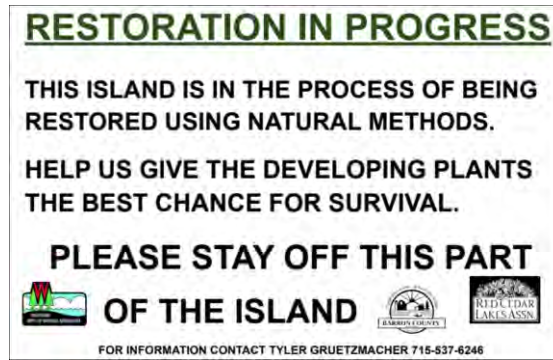 RESTORATION IN PROGRESS
THIS ISLAND IS IN THE PROCESS OF BEING
RESTORED USING NATURAL METHODS.
HELP US GIVE THE DEVELOPING PLANTS
THE BEST CHANCE FOR SURVIVAL.
PLEASE STAY OFF THIS PART
OF THE ISLAND
BARRON COUNTY
RED CEDAR
LAKES ASSN.
FOR INFORMATION CONTACT TYLER GRUETZMACHER 715-537-6246